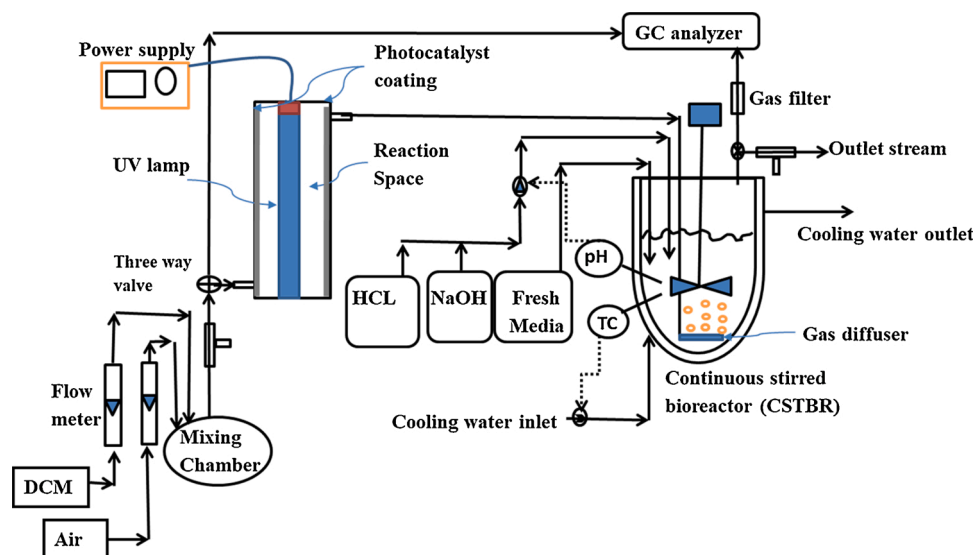 GC analyzer
Power supply
Photocatalyst
coating
Gas filter
Outlet stream
UV lamp
Reaction
Space
Cooling water outlet
Three way
valve
pH
HCL
NaOH
Fresh
Media
TC
Gas diffuser
Flow
meter
Continuous stirred
bioreactor (CSTBR)
Cooling water inlet
Mixing
Chamber
DCM
Air